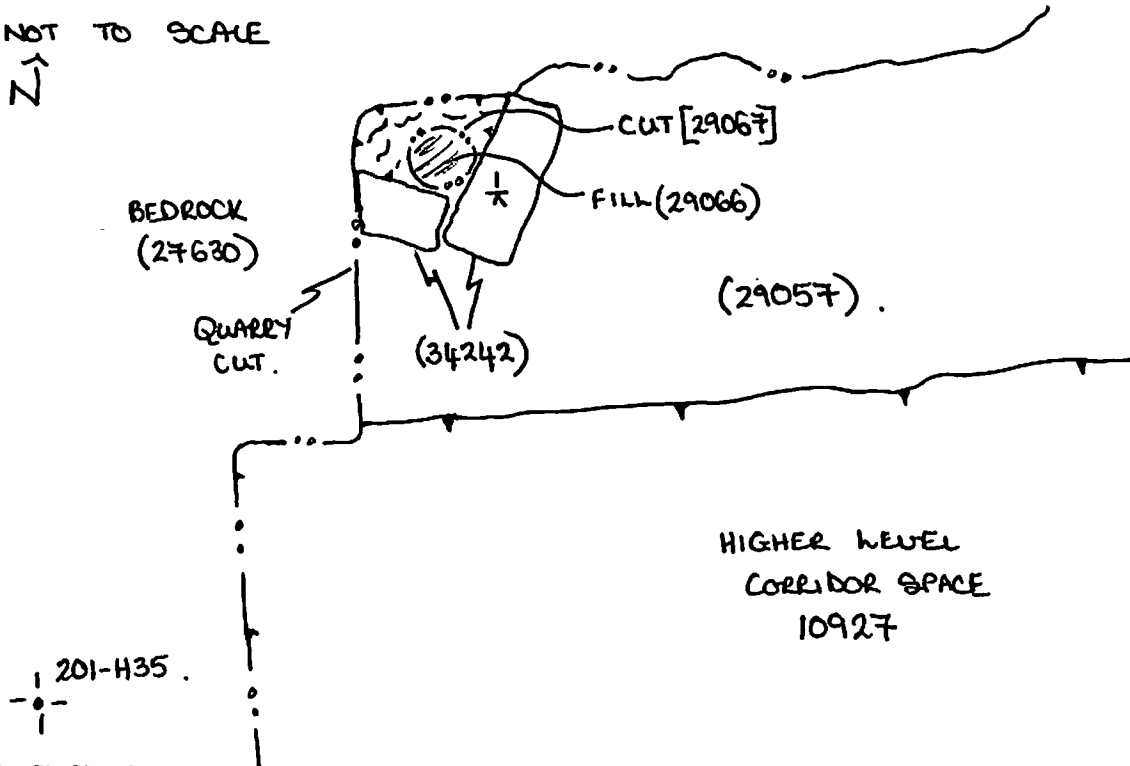 NOT TO SCALE
N
CUT [29067]
FILL (29066)
BEDROCK
(27630)
(29057).
QUARRY
CUT.
(34242)
HIGHER LEVEL
CORRIDOR SPACE
10927
201-H35.